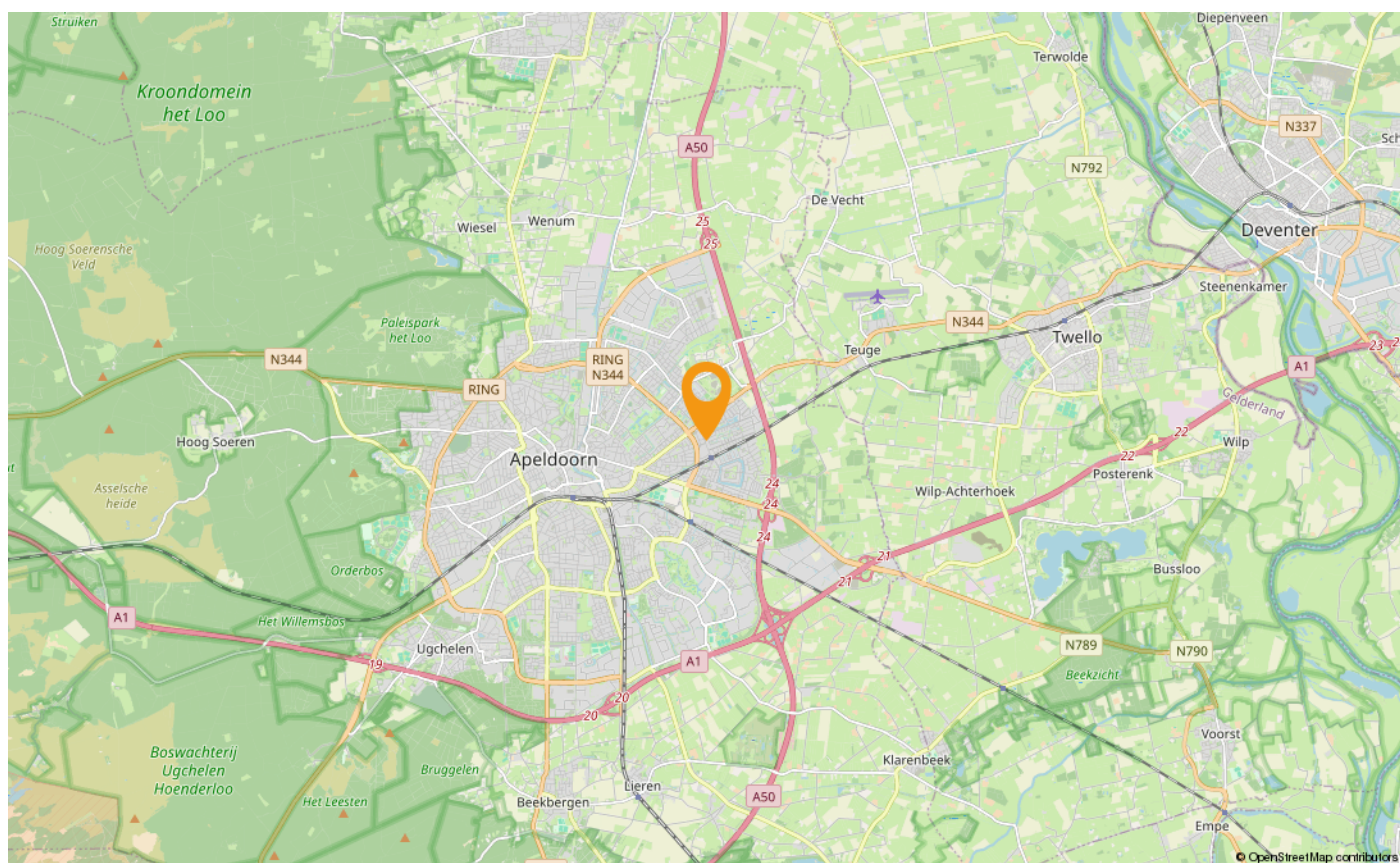 Struiken
Diepenveen
Terwolde
Kroondomein
het Loo
N337
A50
N792
De Vecht
Wiesel
Wenum
25
25
Deventer
Hoog Soerensche
Veld
Steenenkamer
Paleispark
het Loo
N344
Twello
Teuge
23
N344
RING
N344
A1
RING
Gelderland
Hoog Soeren
22
Wilp
22
Apeldoorn
Posterenk
Asselsche
heide
24
Wilp-Achterhoek
24
24
21
21
Orderbos
Bussloo
A1
Het Willemsbos
Ugchelen
N789
N790
19
A1
Beekzicht
20
20
Voorst
Boswachterij
Ugchelen
Hoenderloo
Bruggelen
Klarenbeek
Lieren
A50
Het Leesten
Beekbergen
Empe
© OpenStreetMap contributors